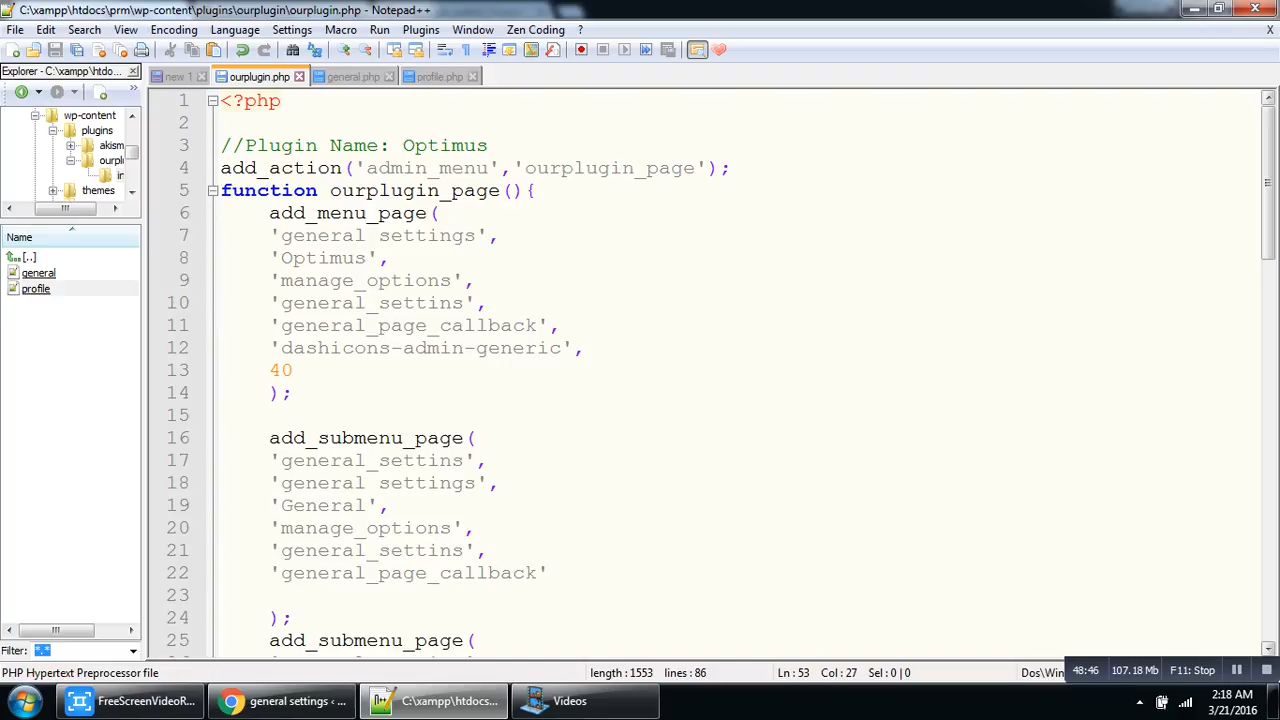 C:\xampp\htdocs\prm\wp-content\plugins\ourplugin\ourplugin.php - Notepad++
File Edit Search View Encoding Language Settings Macro Run Plugins Window Zen Coding ? X
Explorer - C:\xampp\htdo...
new 1 ourplugin.php general.php profile.php
wp-content
plugins
akism
ourpl
in
themes
Name
[..]
general
profile
Filter: *.*
1 <?php
2
3 //Plugin Name: Optimus
4 add_action('admin_menu','ourplugin_page');
5 function ourplugin_page(){
6 add_menu_page(
7 'general settings',
8 'Optimus',
9 'manage_options',
10 'general_settins',
11 'general_page_callback',
12 'dashicons-admin-generic',
13 40
14 );
15
16 add_submenu_page(
17 'general_settins',
18 'general settings',
19 'General',
20 'manage_options',
21 'general_settins',
22 'general_page_callback'
23
24 );
25 add_submenu_page(
PHP Hypertext Preprocessor file length : 1553 lines : 86 Ln : 53 Col : 27 Sel : 0 | 0 Dos\Win
48:46 107.18 Mb F11: Stop
FreeScreenVideoR... general settings ‹ ... C:\xampp\htdocs... Videos
2:18 AM
3/21/2016